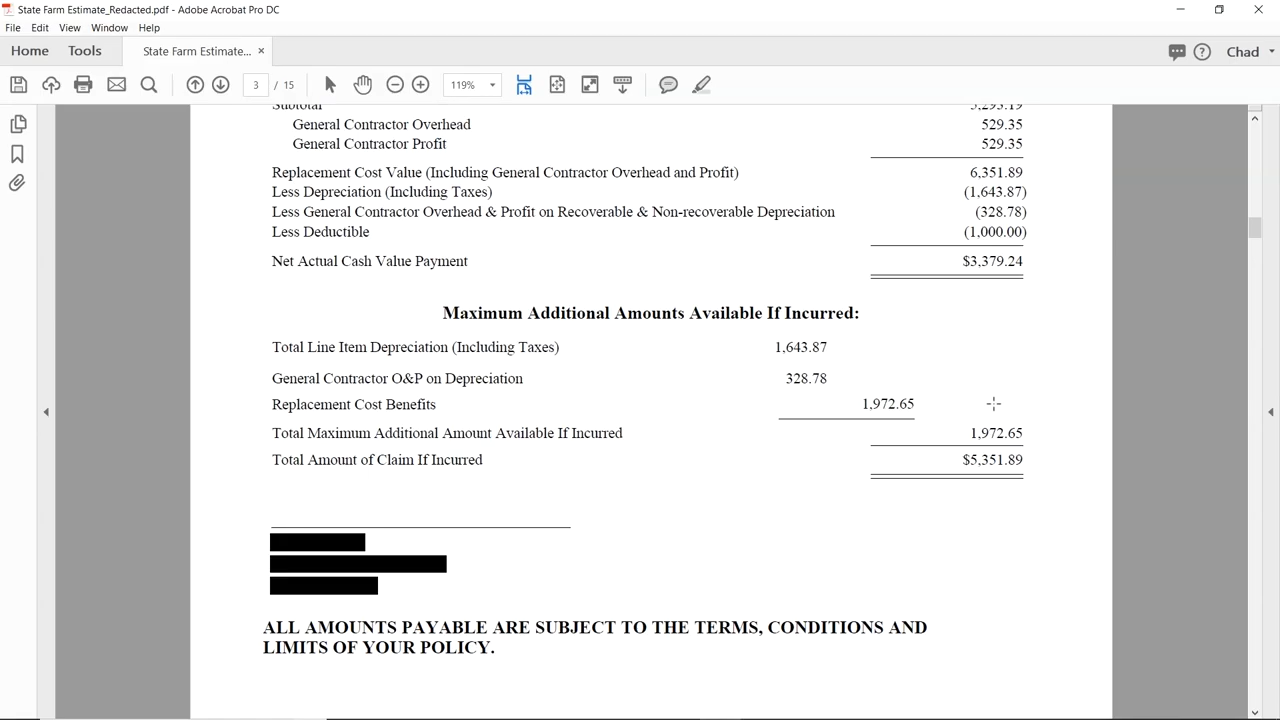 State Farm Estimate_Redacted.pdf - Adobe Acrobat Pro DC
File Edit View Window Help
Home Tools State Farm Estimate... × Chad
3 / 15 119%
Subtotal 5,293.19
General Contractor Overhead 529.35
General Contractor Profit 529.35
Replacement Cost Value (Including General Contractor Overhead and Profit) 6,351.89
Less Depreciation (Including Taxes) (1,643.87)
Less General Contractor Overhead & Profit on Recoverable & Non-recoverable Depreciation (328.78)
Less Deductible (1,000.00)
Net Actual Cash Value Payment $3,379.24
Maximum Additional Amounts Available If Incurred:
Total Line Item Depreciation (Including Taxes) 1,643.87
General Contractor O&P on Depreciation 328.78
Replacement Cost Benefits 1,972.65
Total Maximum Additional Amount Available If Incurred 1,972.65
Total Amount of Claim If Incurred $5,351.89
ALL AMOUNTS PAYABLE ARE SUBJECT TO THE TERMS, CONDITIONS AND
LIMITS OF YOUR POLICY.